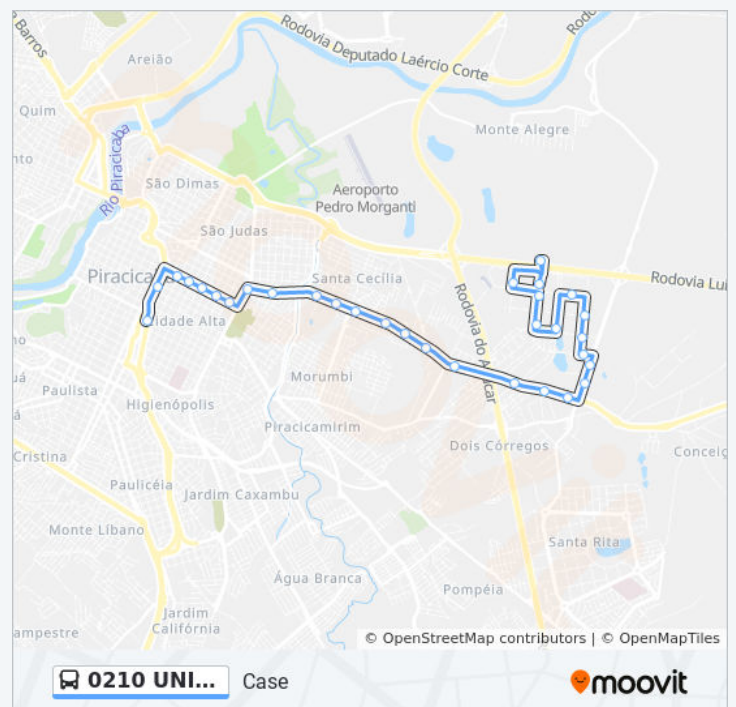 Barros
Areião
Rodovia Deputado Laércio Corte
Quim
Monte Alegre
Rio Piracicaba
São Dimas
Aeroporto
Pedro Morganti
São Judas
Piracica
Santa Cecília
Rodovia Lui
idade Alta
Rodovia do A
car
Morumbi
Paulista
Higienópolis
Piracicamirim
Dois Córregos
Cristina
Conceiç
Paulicéia
Jardim Caxambu
Monte Líbano
Santa Rita
Água Branca
Pompéia
Jardim
Califórnia
ampestre
© OpenStreetMap contributors | © OpenMapTiles
0210 UNI...
Case
moovit